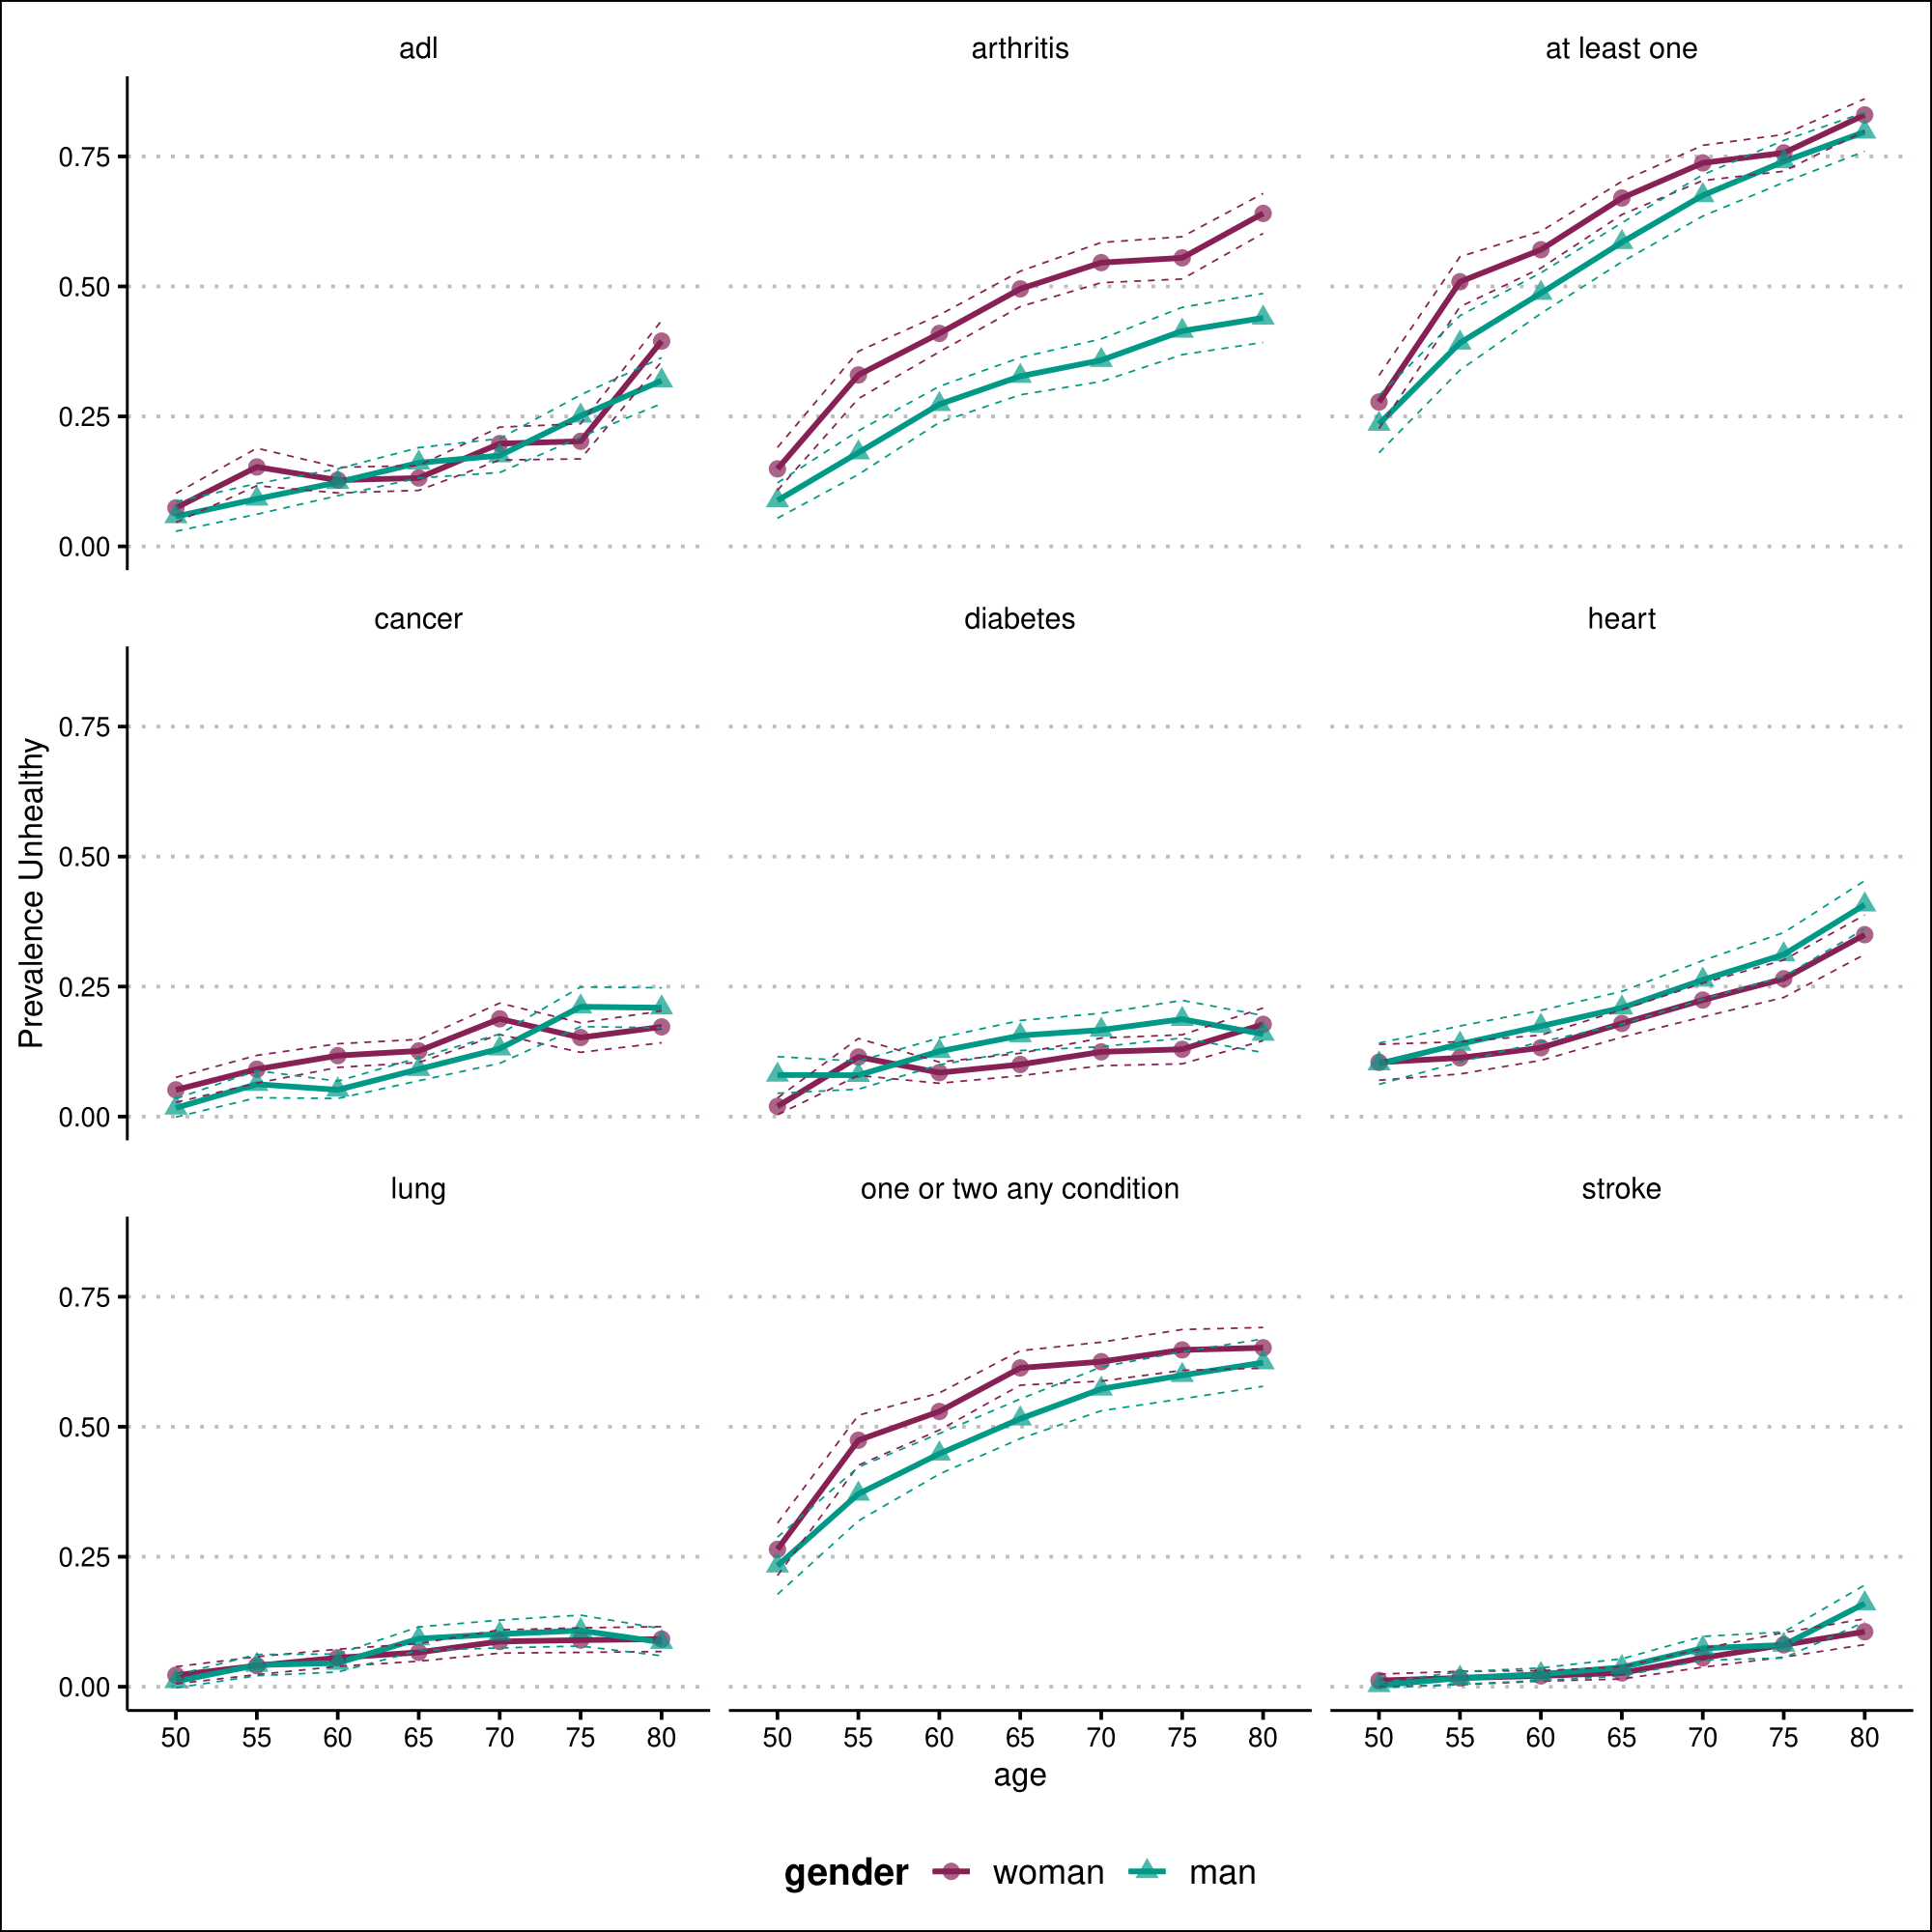 adl arthritis at least one
0.75
0.50
0.25
0.00
cancer diabetes heart
0.75
0.50
0.25
0.00
Prevalence Unhealthy
lung one or two any condition stroke
0.75
0.50
0.25
0.00
50 55 60 65 70 75 80 50 55 60 65 70 75 80 50 55 60 65 70 75 80
age
gender woman man